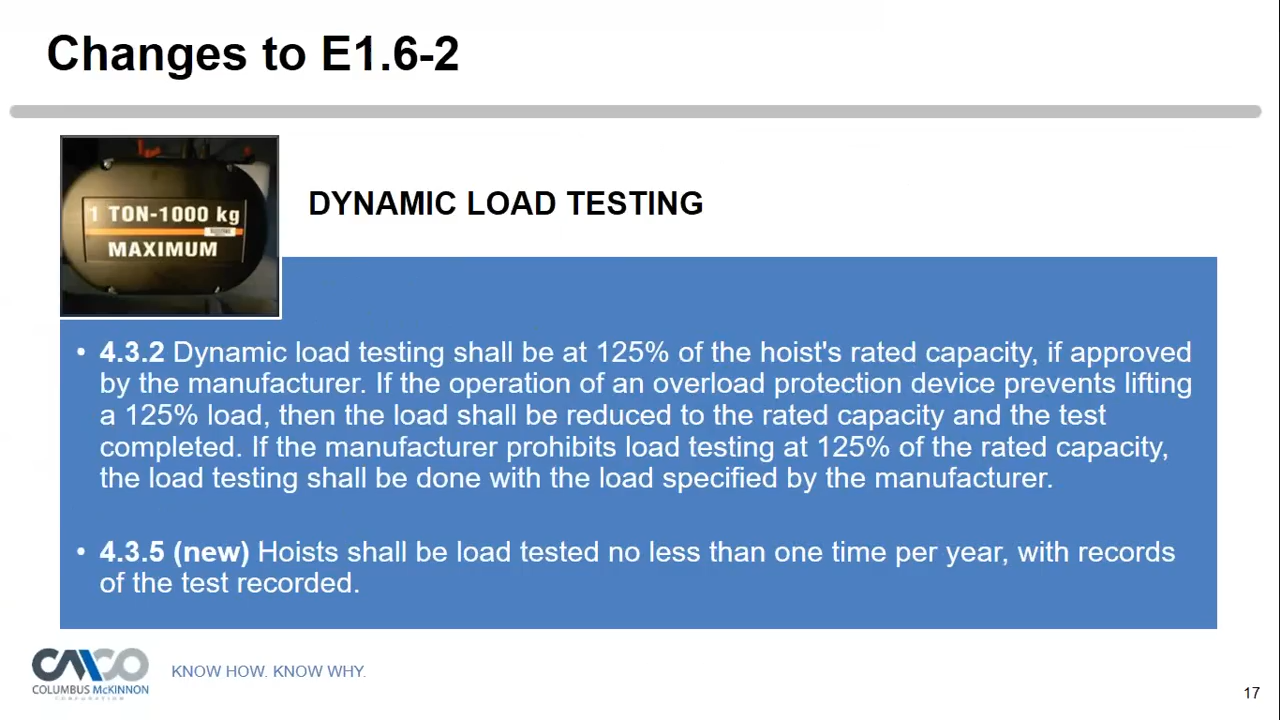 Changes to E1.6-2
1 TON-1000 kg
MAXIMUM
DYNAMIC LOAD TESTING
• 4.3.2 Dynamic load testing shall be at 125% of the hoist's rated capacity, if approved
by the manufacturer. If the operation of an overload protection device prevents lifting
a 125% load, then the load shall be reduced to the rated capacity and the test
completed. If the manufacturer prohibits load testing at 125% of the rated capacity,
the load testing shall be done with the load specified by the manufacturer.
• 4.3.5 (new) Hoists shall be load tested no less than one time per year, with records
of the test recorded.
CMCO
COLUMBUS McKINNON
CORPORATION
KNOW HOW. KNOW WHY.
17